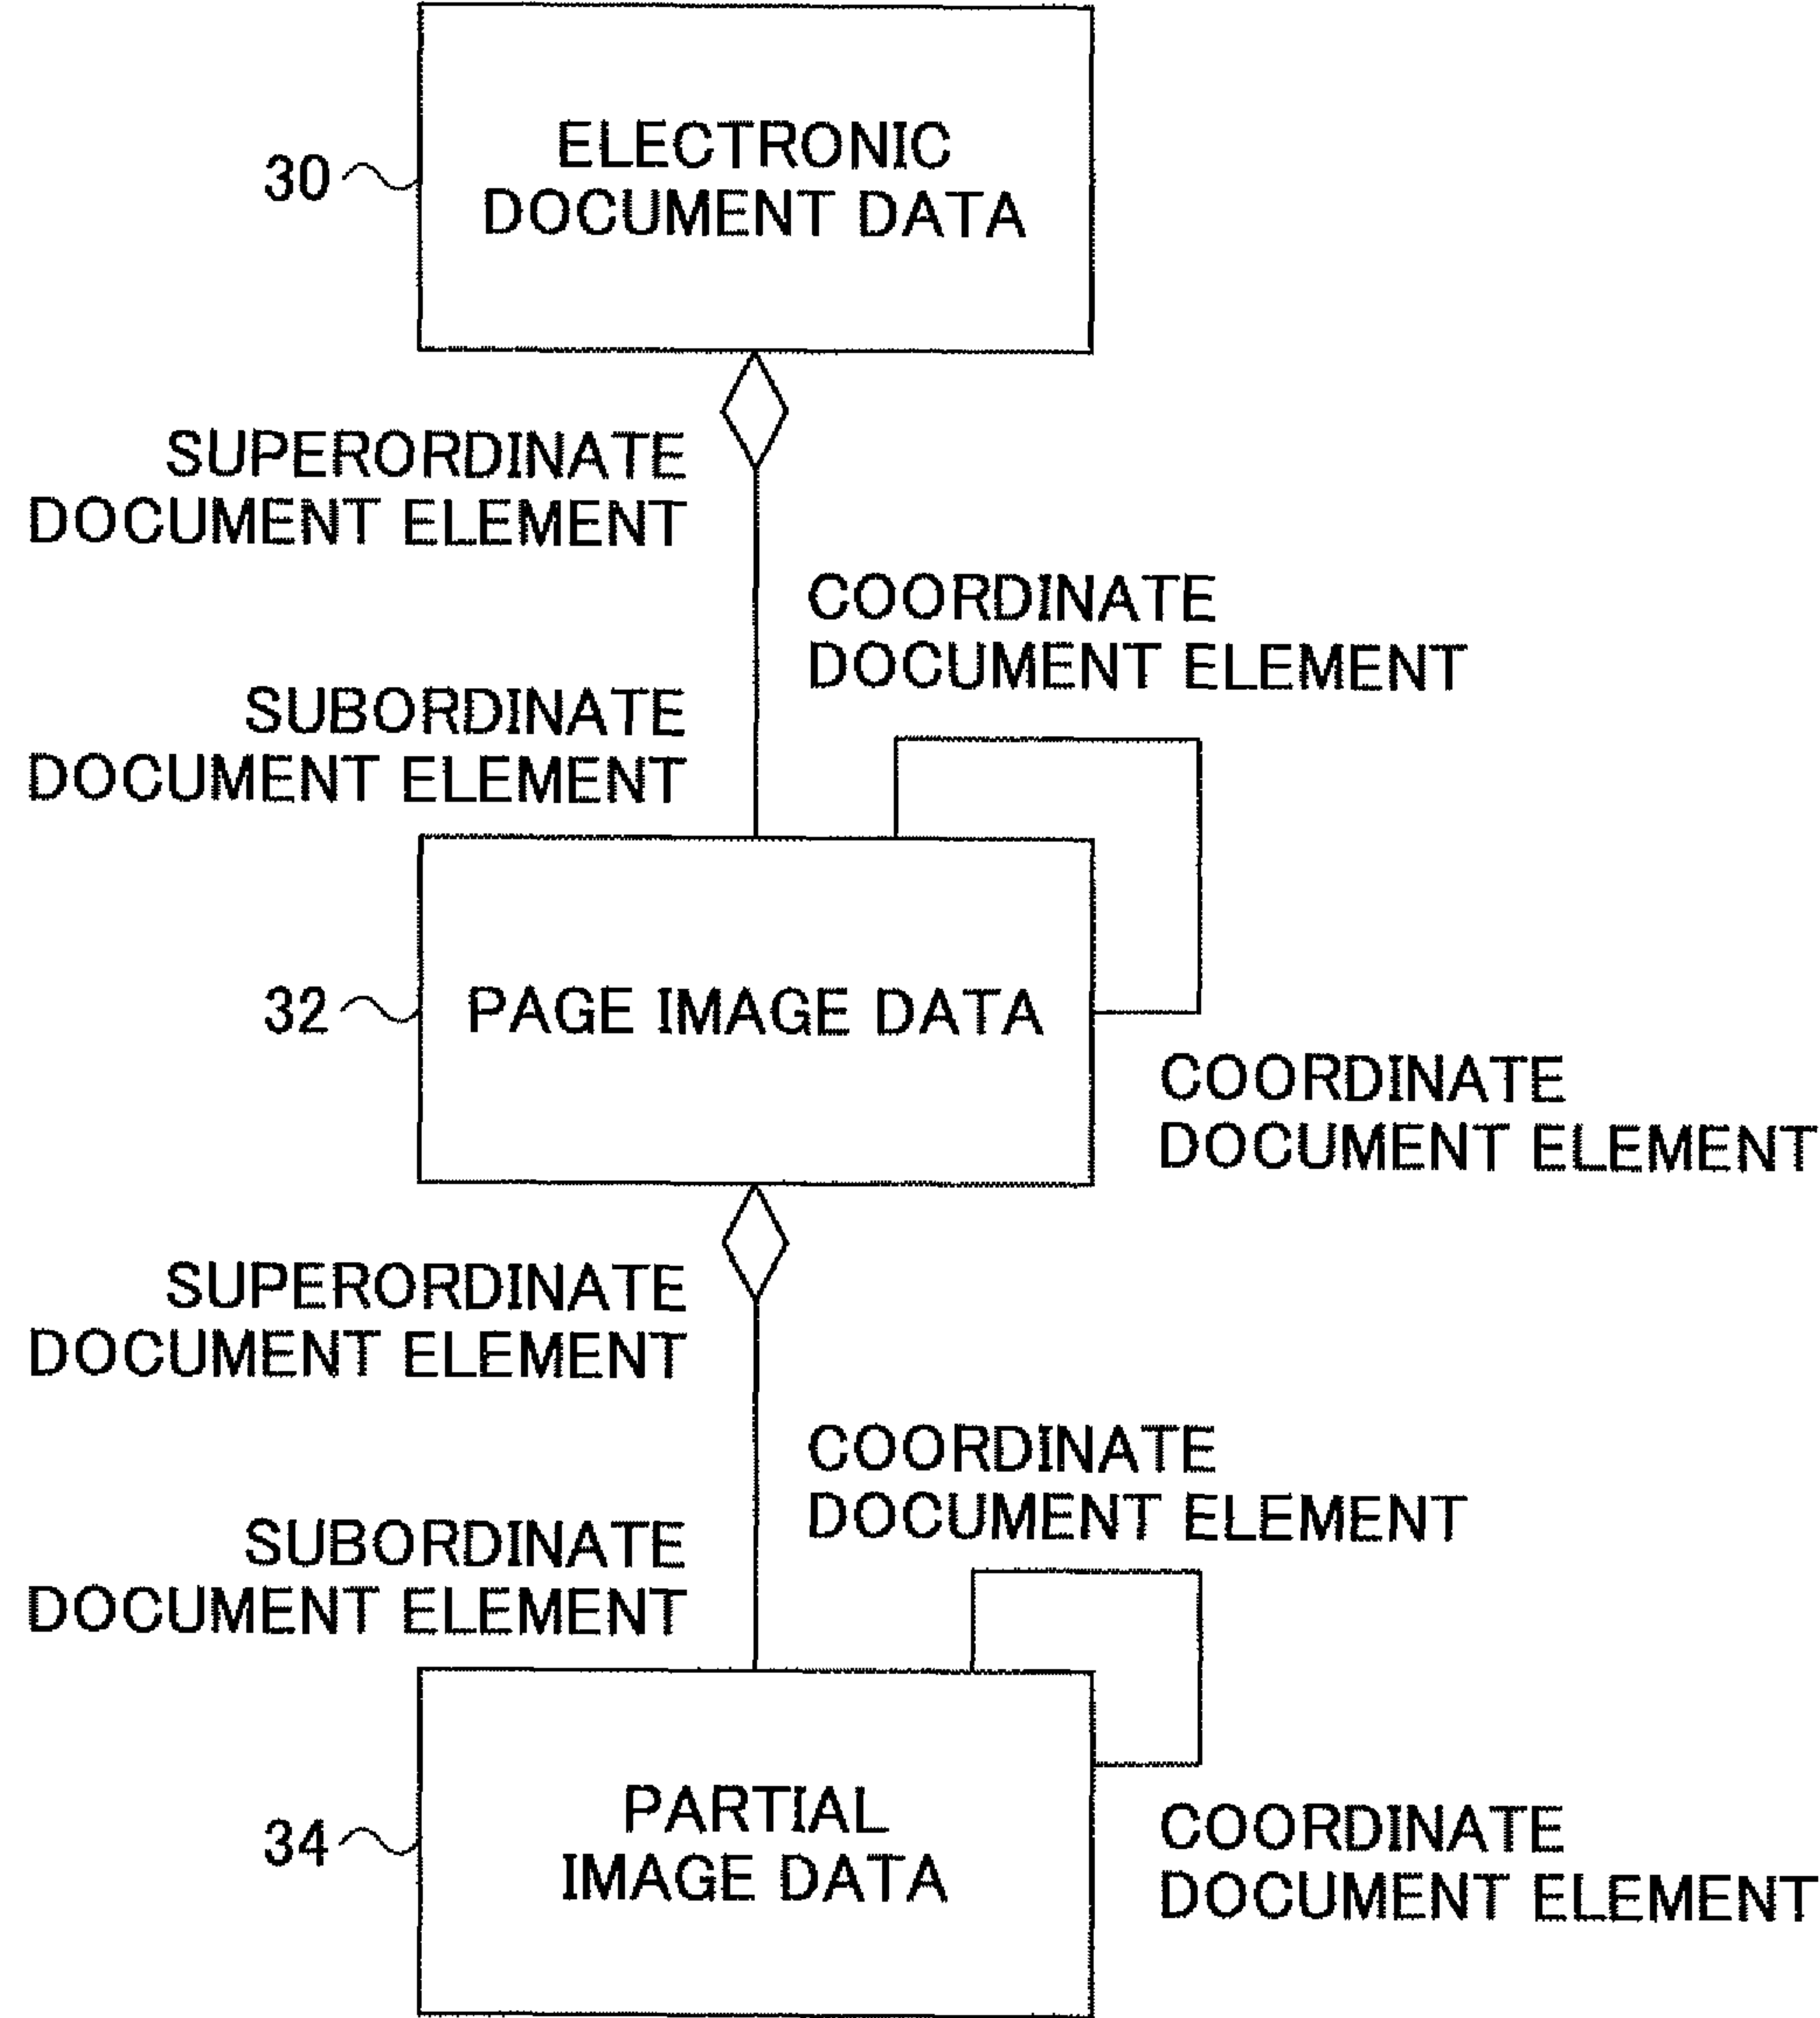 ELECTRONIC
DOCUMENT DATA
30
SUPERORDINATE
DOCUMENT ELEMENT
COORDINATE
DOCUMENT ELEMENT
SUBORDINATE
DOCUMENT ELEMENT
32
PAGE IMAGE DATA
COORDINATE
DOCUMENT ELEMENT
SUPERORDINATE
DOCUMENT ELEMENT
COORDINATE
DOCUMENT ELEMENT
SUBORDINATE
DOCUMENT ELEMENT
34
PARTIAL
IMAGE DATA
COORDINATE
DOCUMENT ELEMENT